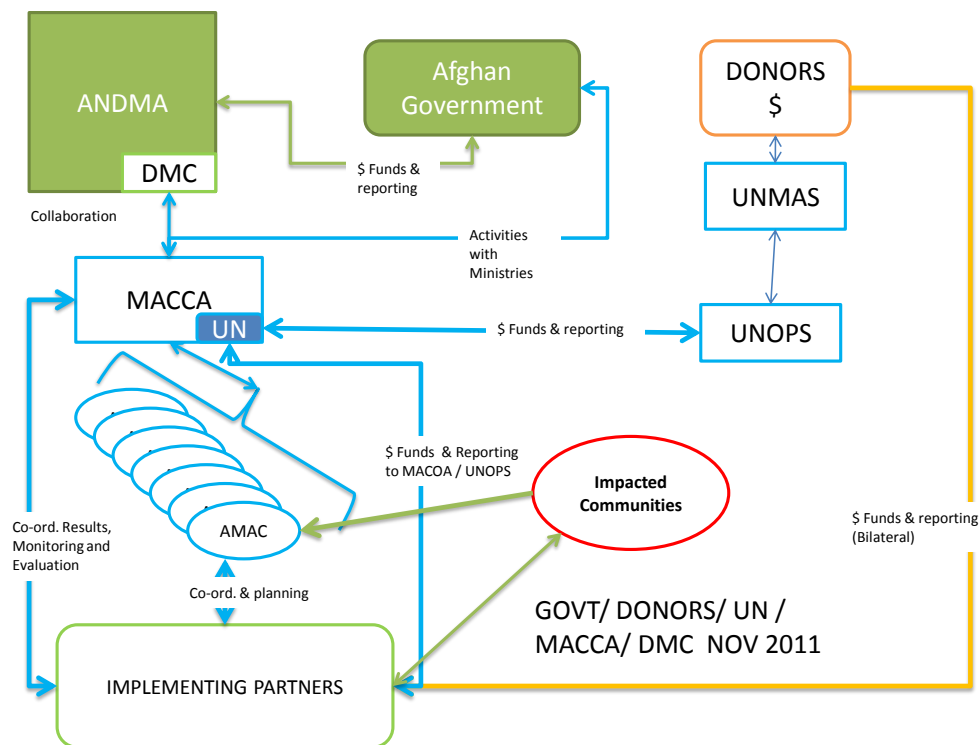 ANDMA
DMC
Afghan
Government
DONORS
$
$ Funds &
reporting
UNMAS
Collaboration
Activities
with
Ministries
MACCA
UN
$ Funds & reporting
UNOPS
$ Funds & Reporting
to MACOA / UNOPS
Impacted
Communities
AMAC
Co-ord. Results,
Monitoring and
Evaluation
$ Funds & reporting
(Bilateral)
Co-ord. & planning
GOVT/ DONORS/ UN /
MACCA/ DMC NOV 2011
IMPLEMENTING PARTNERS